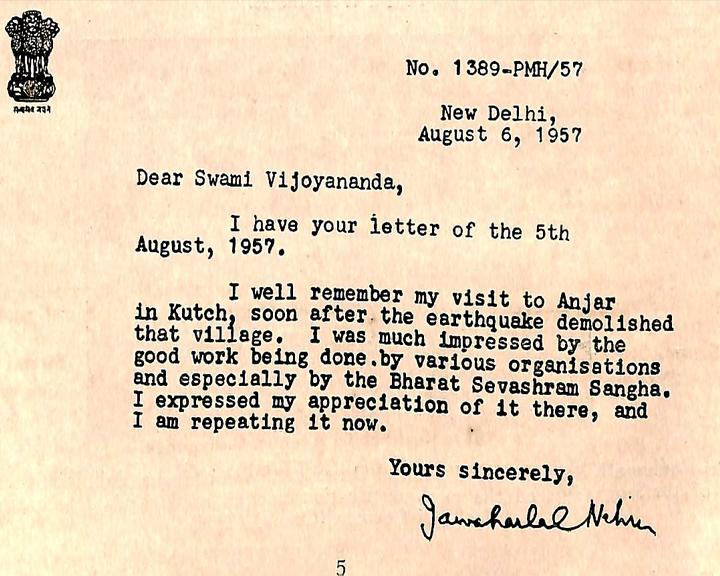 सत्यमेव जयते
No. 1389-PMH/57
New Delhi,
August 6, 1957
Dear Swami Vijoyananda,
I have your letter of the 5th
August, 1957.
I well remember my visit to Anjar
in Kutch, soon after the earthquake demolished
that village. I was much impressed by the
good work being done.by various organisations
and especially by the Bharat Sevashram Sangha.
I expressed my appreciation of it there, and
I am repeating it now.
Yours sincerely,
Jawaharlal Nehru
5